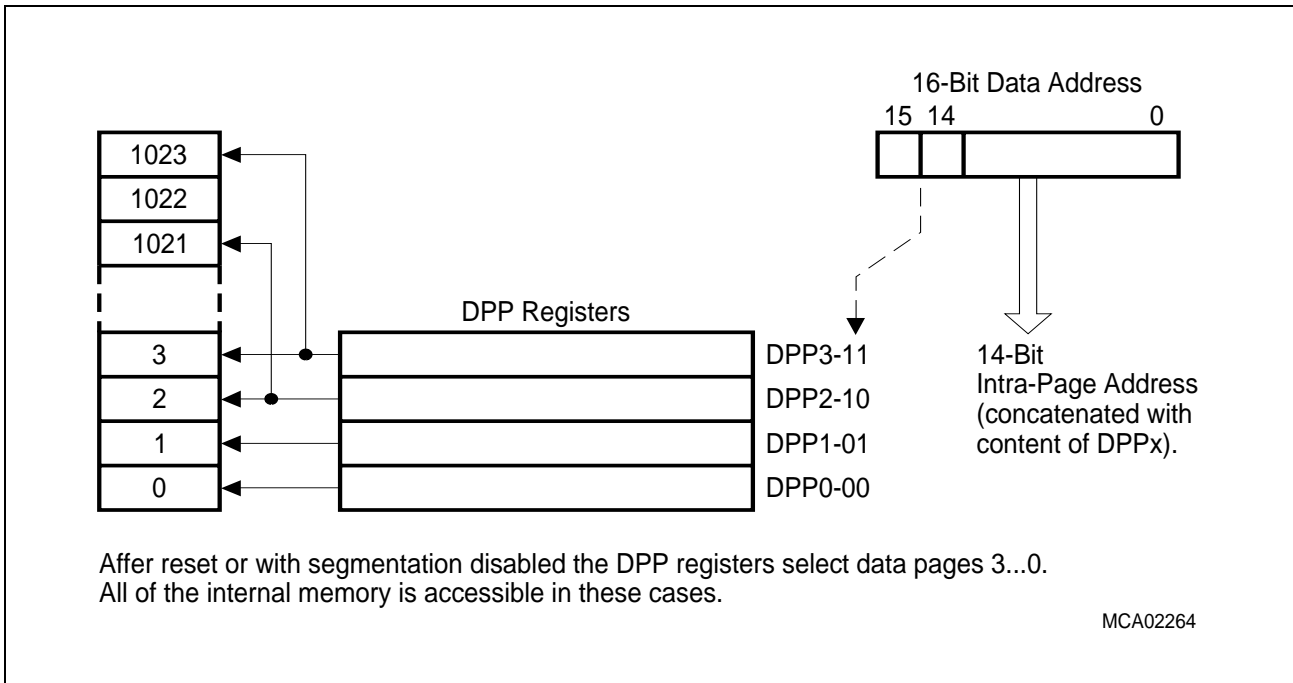 16-Bit Data Address
15 14 0
1023
1022
1021
DPP Registers
3 DPP3-11
2 DPP2-10
1 DPP1-01
0 DPP0-00
14-Bit
Intra-Page Address
(concatenated with
content of DPPx).
Affer reset or with segmentation disabled the DPP registers select data pages 3...0.
All of the internal memory is accessible in these cases.
MCA02264